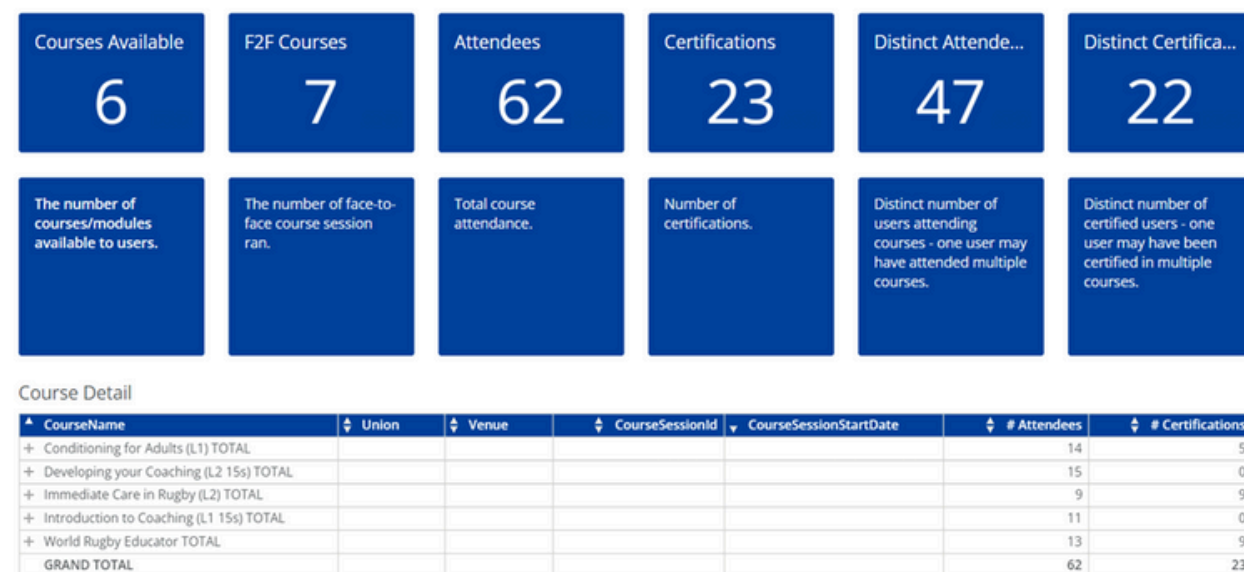 Courses Available
F2F Courses
Attendees
Certifications
Distinct Attende...
Distinct Certifica...
6
7
62
23
47
22
The number of
courses/modules
available to users.
The number of face-to-
face course session
ran.
Total course
attendance.
Number of
certifications.
Distinct number of
users attending
courses - one user may
have attended multiple
courses.
Distinct number of
certified users - one
user may have been
certified in multiple
courses.
Course Detail
CourseName Union Venue CourseSessionId CourseSessionStartDate # Attendees # Certifications
+ Conditioning for Adults (L1) TOTAL 14 5
+ Developing your Coaching (L2 15s) TOTAL 15 0
+ Immediate Care in Rugby (L2) TOTAL 9 9
+ Introduction to Coaching (L1 15s) TOTAL 11 0
+ World Rugby Educator TOTAL 13 9
GRAND TOTAL 62 23